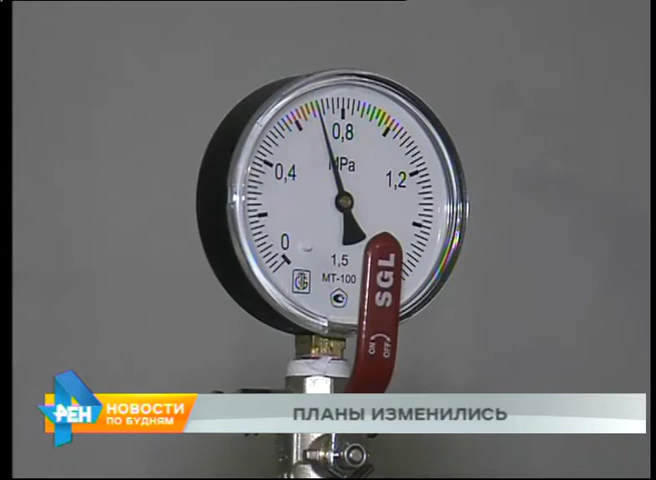 0,8
MPa
0,4
1,2
0
1,5
МТ-100
SGL
ON OFF
РЕН НОВОСТИ
ПО БУДНЯМ
ПЛАНЫ ИЗМЕНИЛИСЬ